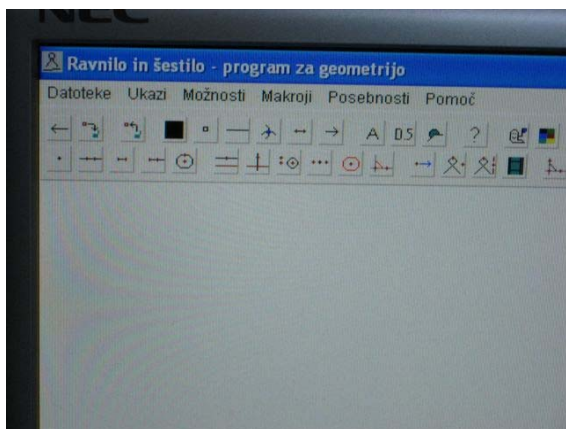 NEC
Ravnilo in šestilo - program za geometrijo
Datoteke Ukazi Možnosti Makroji Posebnosti Pomoč
A 0.5 ?